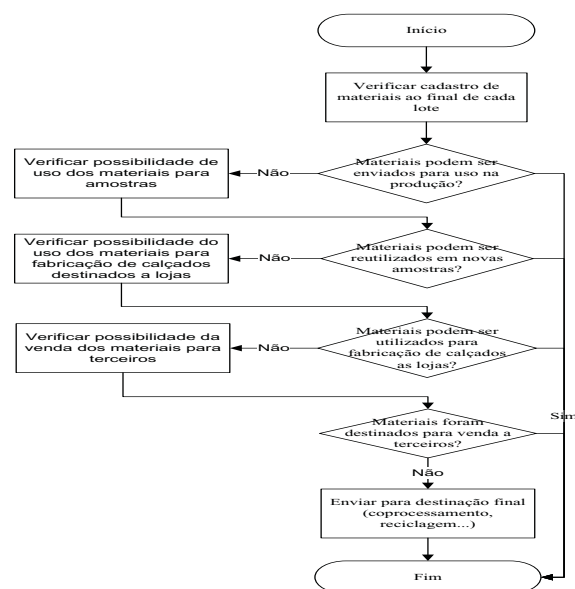 Início
Verificar cadastro de
materiais ao final de cada
lote
Materiais podem ser
enviados para uso na
produção?
Não
Verificar possibilidade de
uso dos materiais para
amostras
Materiais podem ser
reutilizados em novas
amostras?
Não
Verificar possibilidade do
uso dos materiais para
fabricação de calçados
destinados a lojas
Materiais podem ser
utilizados para
fabricação de calçados
as lojas?
Não
Verificar possibilidade da
venda dos materiais para
terceiros
Materiais foram
destinados para venda a
terceiros?
Sim
Não
Enviar para destinação final
(coprocessamento,
reciclagem...)
Fim